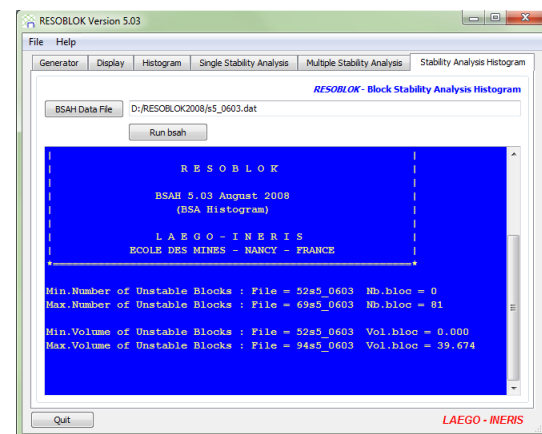 RESOBLOK Version 5.03
File Help
Generator Display Histogram Single Stability Analysis Multiple Stability Analysis Stability Analysis Histogram
RESOBLOK - Block Stability Analysis Histogram
BSAH Data File D:/RESOBLOK2008/s5_0603.dat
Run bsah
R E S O B L O K
BSAH 5.03 August 2008
(BSA Histogram)
L A E G O - I N E R I S
ECOLE DES MINES - NANCY - FRANCE
Min.Number of Unstable Blocks : File = 52s5_0603 Nb.bloc = 0
Max.Number of Unstable Blocks : File = 69s5_0603 Nb.bloc = 81
Min.Volume of Unstable Blocks : File = 52s5_0603 Vol.bloc = 0.000
Max.Volume of Unstable Blocks : File = 94s5_0603 Vol.bloc = 39.674
Quit LAEGO - INERIS